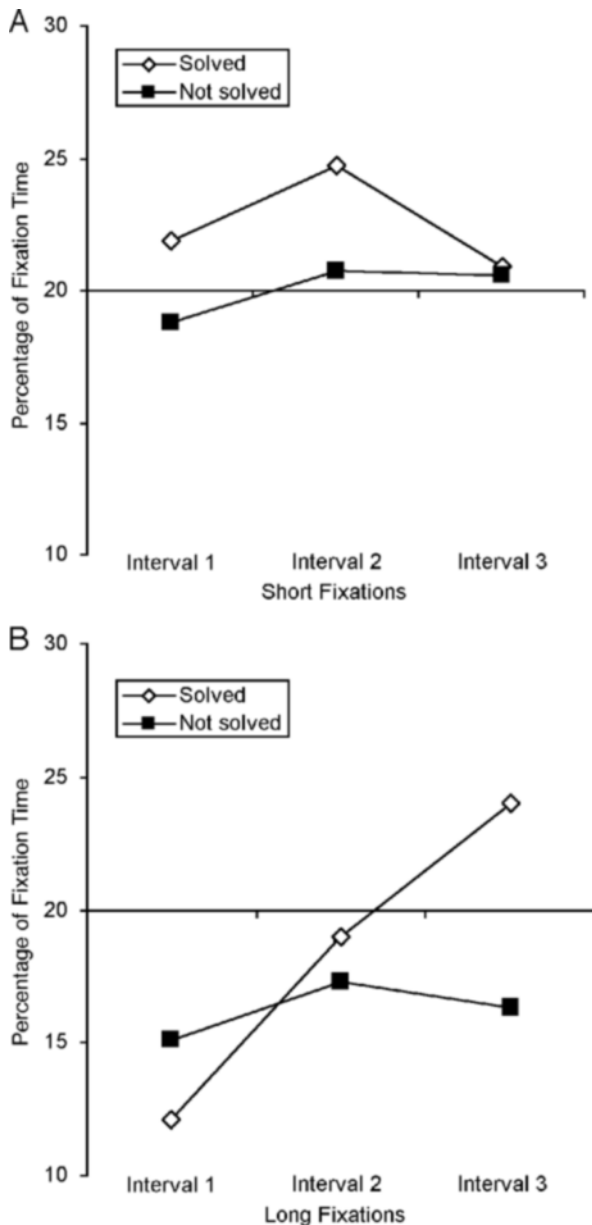 A
30
Solved
Not solved
25
20
15
10
Percentage of Fixation Time
Interval 1 Interval 2 Interval 3
Short Fixations
B
30
Solved
Not solved
25
20
15
10
Percentage of Fixation Time
Interval 1 Interval 2 Interval 3
Long Fixations